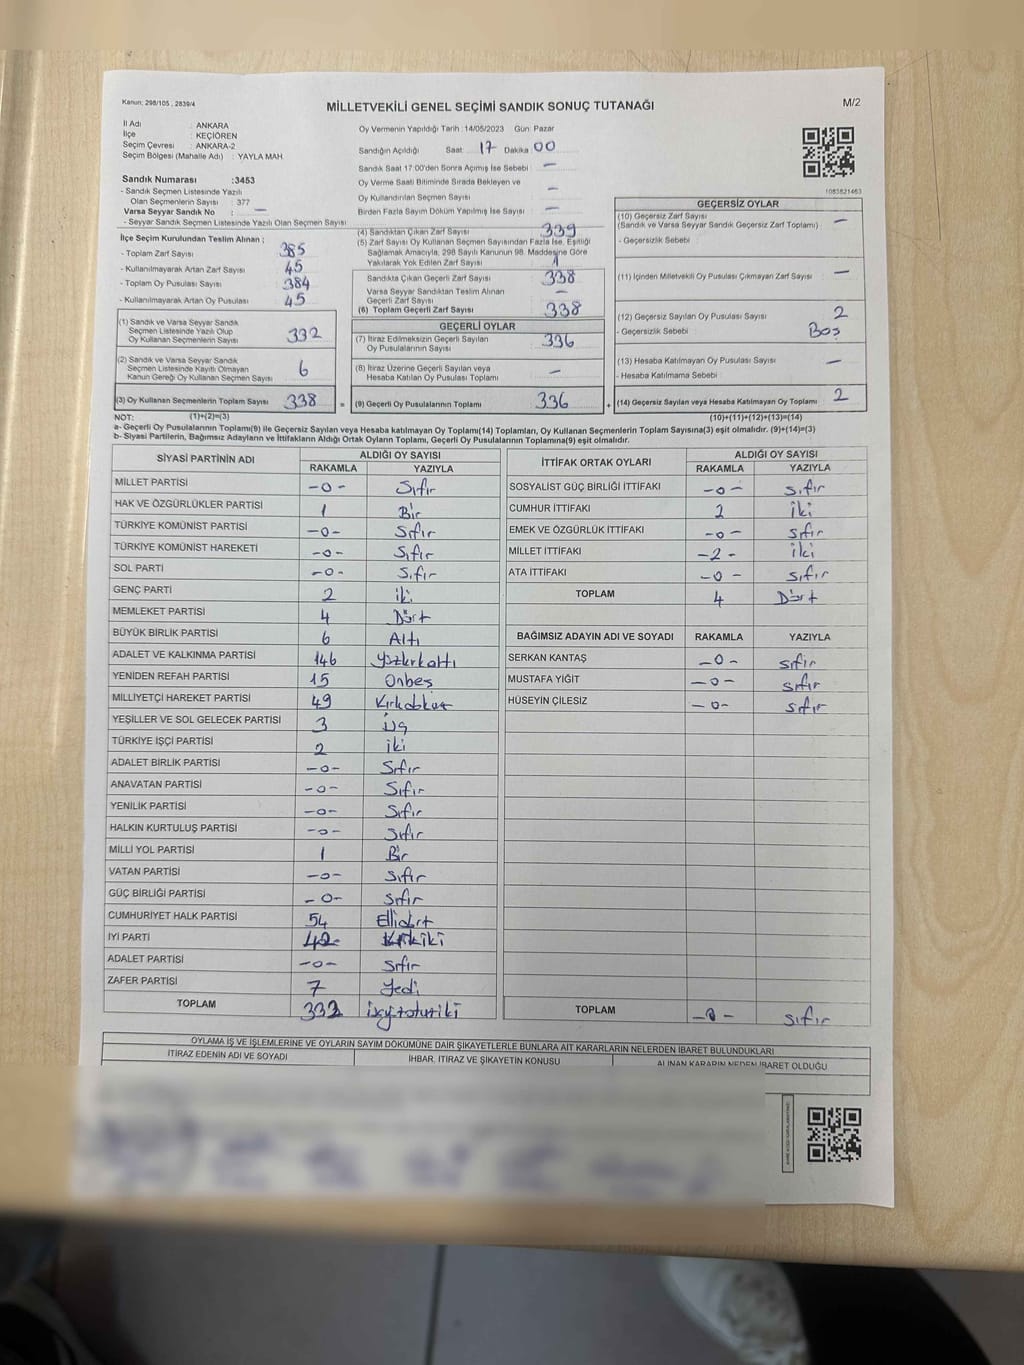 Kanun; 298/105 , 2839/4
MİLLETVEKİLİ GENEL SEÇİMİ SANDIK SONUÇ TUTANAĞI
M/2
İl Adı : ANKARA
İlçe : KEÇİÖREN
Seçim Çevresi : ANKARA-2
Seçim Bölgesi (Mahalle Adı) : YAYLA MAH.
Sandık Numarası :3453
- Sandık Seçmen Listesinde Yazılı
Olan Seçmenlerin Sayısı : 377
Varsa Seyyar Sandık No : —
- Seyyar Sandık Seçmen Listesinde Yazılı Olan Seçmen Sayısı
Oy Vermenin Yapıldığı Tarih :14/05/2023 Gün Pazar
Sandığın Açıldığı Saat 17 Dakika 00
Sandık Saat 17:00'den Sonra Açımış İse Sebebi : —
Oy Verme Saati Bitiminde Sırada Bekleyen ve
Oy Kullandırılan Seçmen Sayısı : —
Birden Fazla Sayım Döküm Yapılmış İse Sayısı : —
1083821463
İlçe Seçim Kurulundan Teslim Alınan ;
- Toplam Zarf Sayısı : 385
- Kullanılmayarak Artan Zarf Sayısı : 45
- Toplam Oy Pusulası Sayısı : 384
- Kullanılmayarak Artan Oy Pusulası : 45
(1) Sandık ve Varsa Seyyar Sandık
Seçmen Listesinde Yazılı Olup
Oy Kullanan Seçmenlerin Sayısı 332
(2) Sandık ve Varsa Seyyar Sandık
Seçmen Listesinde Kayıtlı Olmayan
Kanun Gereği Oy Kullanan Seçmen Sayısı 6
(3) Oy Kullanan Seçmenlerin Toplam Sayısı 338 =
(4) Sandıktan Çıkan Zarf Sayısı 339
(5) Zarf Sayısı Oy Kullanan Seçmen Sayısından Fazla İse, Eşitliği
Sağlamak Amacıyla, 298 Sayılı Kanunun 98. Maddesine Göre
Yakılarak Yok Edilen Zarf Sayısı 1
Sandıkta Çıkan Geçerli Zarf Sayısı 338
Varsa Seyyar Sandıktan Teslim Alınan
Geçerli Zarf Sayısı —
(6) Toplam Geçerli Zarf Sayısı 338
GEÇERLİ OYLAR
(7) İtiraz Edilmeksizin Geçerli Sayılan
Oy Pusulalarının Sayısı 336
(8) İtiraz Üzerine Geçerli Sayılan veya
Hesaba Katılan Oy Pusulası Toplamı —
(9) Geçerli Oy Pusulalarının Toplamı 336 +
GEÇERSİZ OYLAR
(10) Geçersiz Zarf Sayısı
(Sandık ve Varsa Seyyar Sandık Geçersiz Zarf Toplamı) —
- Geçersizlik Sebebi :
(11) İçinden Milletvekili Oy Pusulası Çıkmayan Zarf Sayısı —
(12) Geçersiz Sayılan Oy Pusulası Sayısı 2
- Geçersizlik Sebebi : Boş
(13) Hesaba Katılmayan Oy Pusulası Sayısı —
- Hesaba Katılmama Sebebi :
(14) Geçersiz Sayılan veya Hesaba Katılmayan Oy Toplamı 2
NOT: (1)+(2)=(3) (10)+(11)+(12)+(13)=(14)
a- Geçerli Oy Pusulasının Toplamı(9) ile Geçersiz Sayılan veya Hesaba katılmayan Oy Toplamı(14) Toplamları, Oy Kullanan Seçmenlerin Toplam Sayısına(3) eşit olmalıdır. (9)+(14)=(3)
b- Siyasi Partilerin, Bağımsız Adayların ve İttifakların Aldığı Ortak Oyların Toplamı, Geçerli Oy Pusulalarının Toplamına(9) eşit olmalıdır.
SİYASİ PARTİNİN ADI ALDIĞI OY SAYISI
RAKAMLA YAZIYLA
MİLLET PARTİSİ -0- Sıfır
HAK VE ÖZGÜRLÜKLER PARTİSİ 1 Bir
TÜRKİYE KOMÜNİST PARTİSİ -0- Sıfır
TÜRKİYE KOMÜNİST HAREKETİ -0- Sıfır
SOL PARTİ -0- Sıfır
GENÇ PARTİ 2 iki
MEMLEKET PARTİSİ 4 Dört
BÜYÜK BİRLİK PARTİSİ 6 Altı
ADALET VE KALKINMA PARTİSİ 146 yüzkırkaltı
YENİDEN REFAH PARTİSİ 15 Onbeş
MİLLİYETÇİ HAREKET PARTİSİ 49 Kırkdokuz
YEŞİLLER VE SOL GELECEK PARTİSİ 3 üç
TÜRKİYE İŞÇİ PARTİSİ 2 iki
ADALET BİRLİK PARTİSİ -0- Sıfır
ANAVATAN PARTİSİ -0- Sıfır
YENİLİK PARTİSİ -0- Sıfır
HALKIN KURTULUŞ PARTİSİ -0- Sıfır
MİLLİ YOL PARTİSİ 1 Bir
VATAN PARTİSİ -0- Sıfır
GÜÇ BİRLİĞİ PARTİSİ -0- Sıfır
CUMHURİYET HALK PARTİSİ 54 Ellidört
İYİ PARTİ 42 Kırkiki
ADALET PARTİSİ -0- Sıfır
ZAFER PARTİSİ 7 Yedi
TOPLAM 332 üçyüzotuziki
İTTİFAK ORTAK OYLARI ALDIĞI OY SAYISI
RAKAMLA YAZIYLA
SOSYALİST GÜÇ BİRLİĞİ İTTİFAKI -0- sıfır
CUMHUR İTTİFAKI 2 iki
EMEK VE ÖZGÜRLÜK İTTİFAKI -0- sıfır
MİLLET İTTİFAKI -2- iki
ATA İTTİFAKI -0- sıfır
TOPLAM 4 Dört
BAĞIMSIZ ADAYIN ADI VE SOYADI RAKAMLA YAZIYLA
SERKAN KANTAŞ -0- sıfır
MUSTAFA YİĞİT -0- sıfır
HÜSEYİN ÇİLESİZ -0- sıfır
TOPLAM -0- sıfır
OYLAMA İŞ VE İŞLEMLERİNE VE OYLARIN SAYIM DÖKÜMÜNE DAİR ŞİKAYETLERLE BUNLARA AİT KARARLARIN NELERDEN İBARET BULUNDUKLARI
İTİRAZ EDENİN ADI VE SOYADI İHBAR, İTİRAZ VE ŞİKAYETİN KONUSU ALINAN KARARIN NEDEN İBARET OLDUĞU